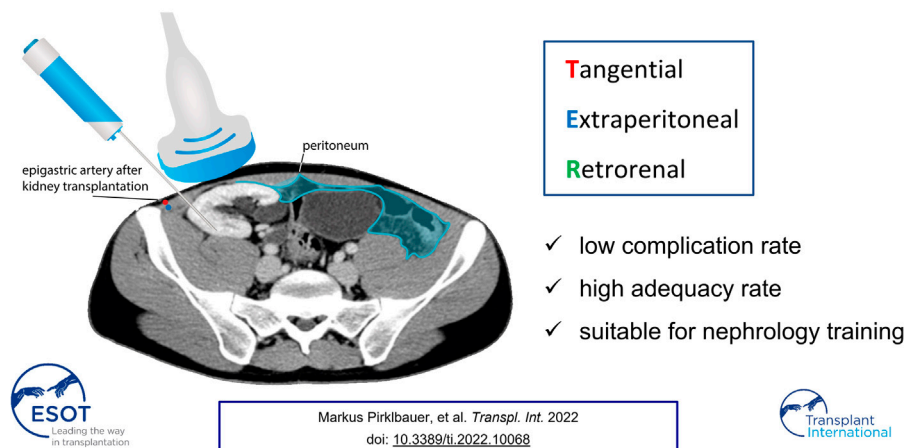 peritoneum
epigastric artery after
kidney transplantation
Tangential
Extraperitoneal
Retrorenal
✓ low complication rate
✓ high adequacy rate
✓ suitable for nephrology training
ESOT
Leading the way
in transplantation
Markus Pirklbauer, et al. Transpl. Int. 2022
doi: 10.3389/ti.2022.10068
Transplant
International